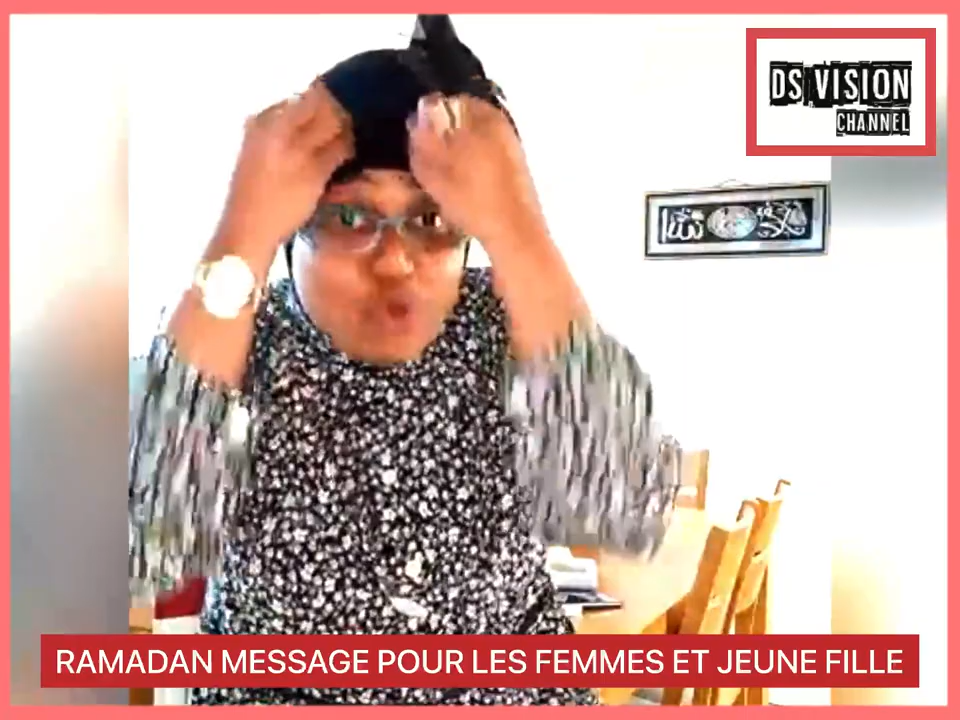 DS VISION
CHANNEL
RAMADAN MESSAGE POUR LES FEMMES ET JEUNE FILLE